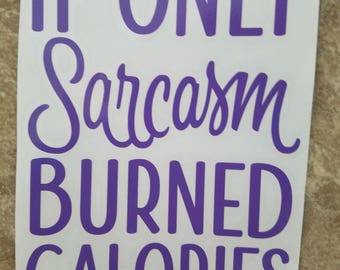 IF ONLY
Sarcasm
BURNED
CALORIES